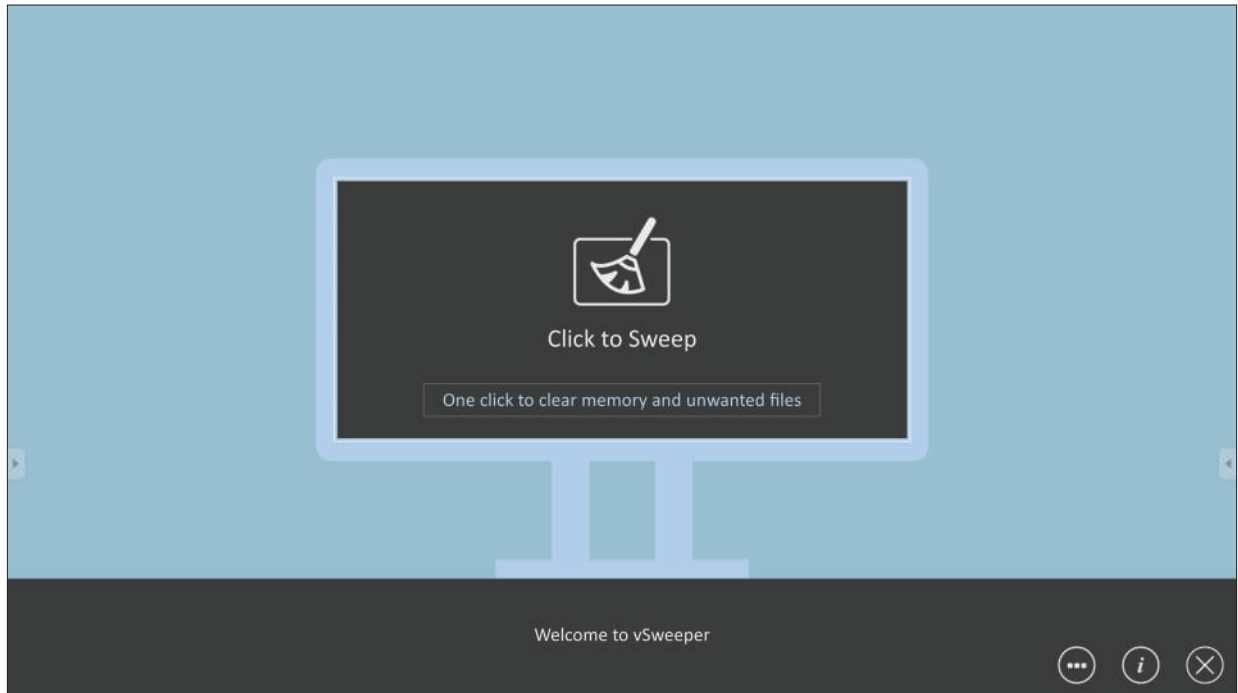 Click to Sweep
One click to clear memory and unwanted files
Welcome to vSweeper
i